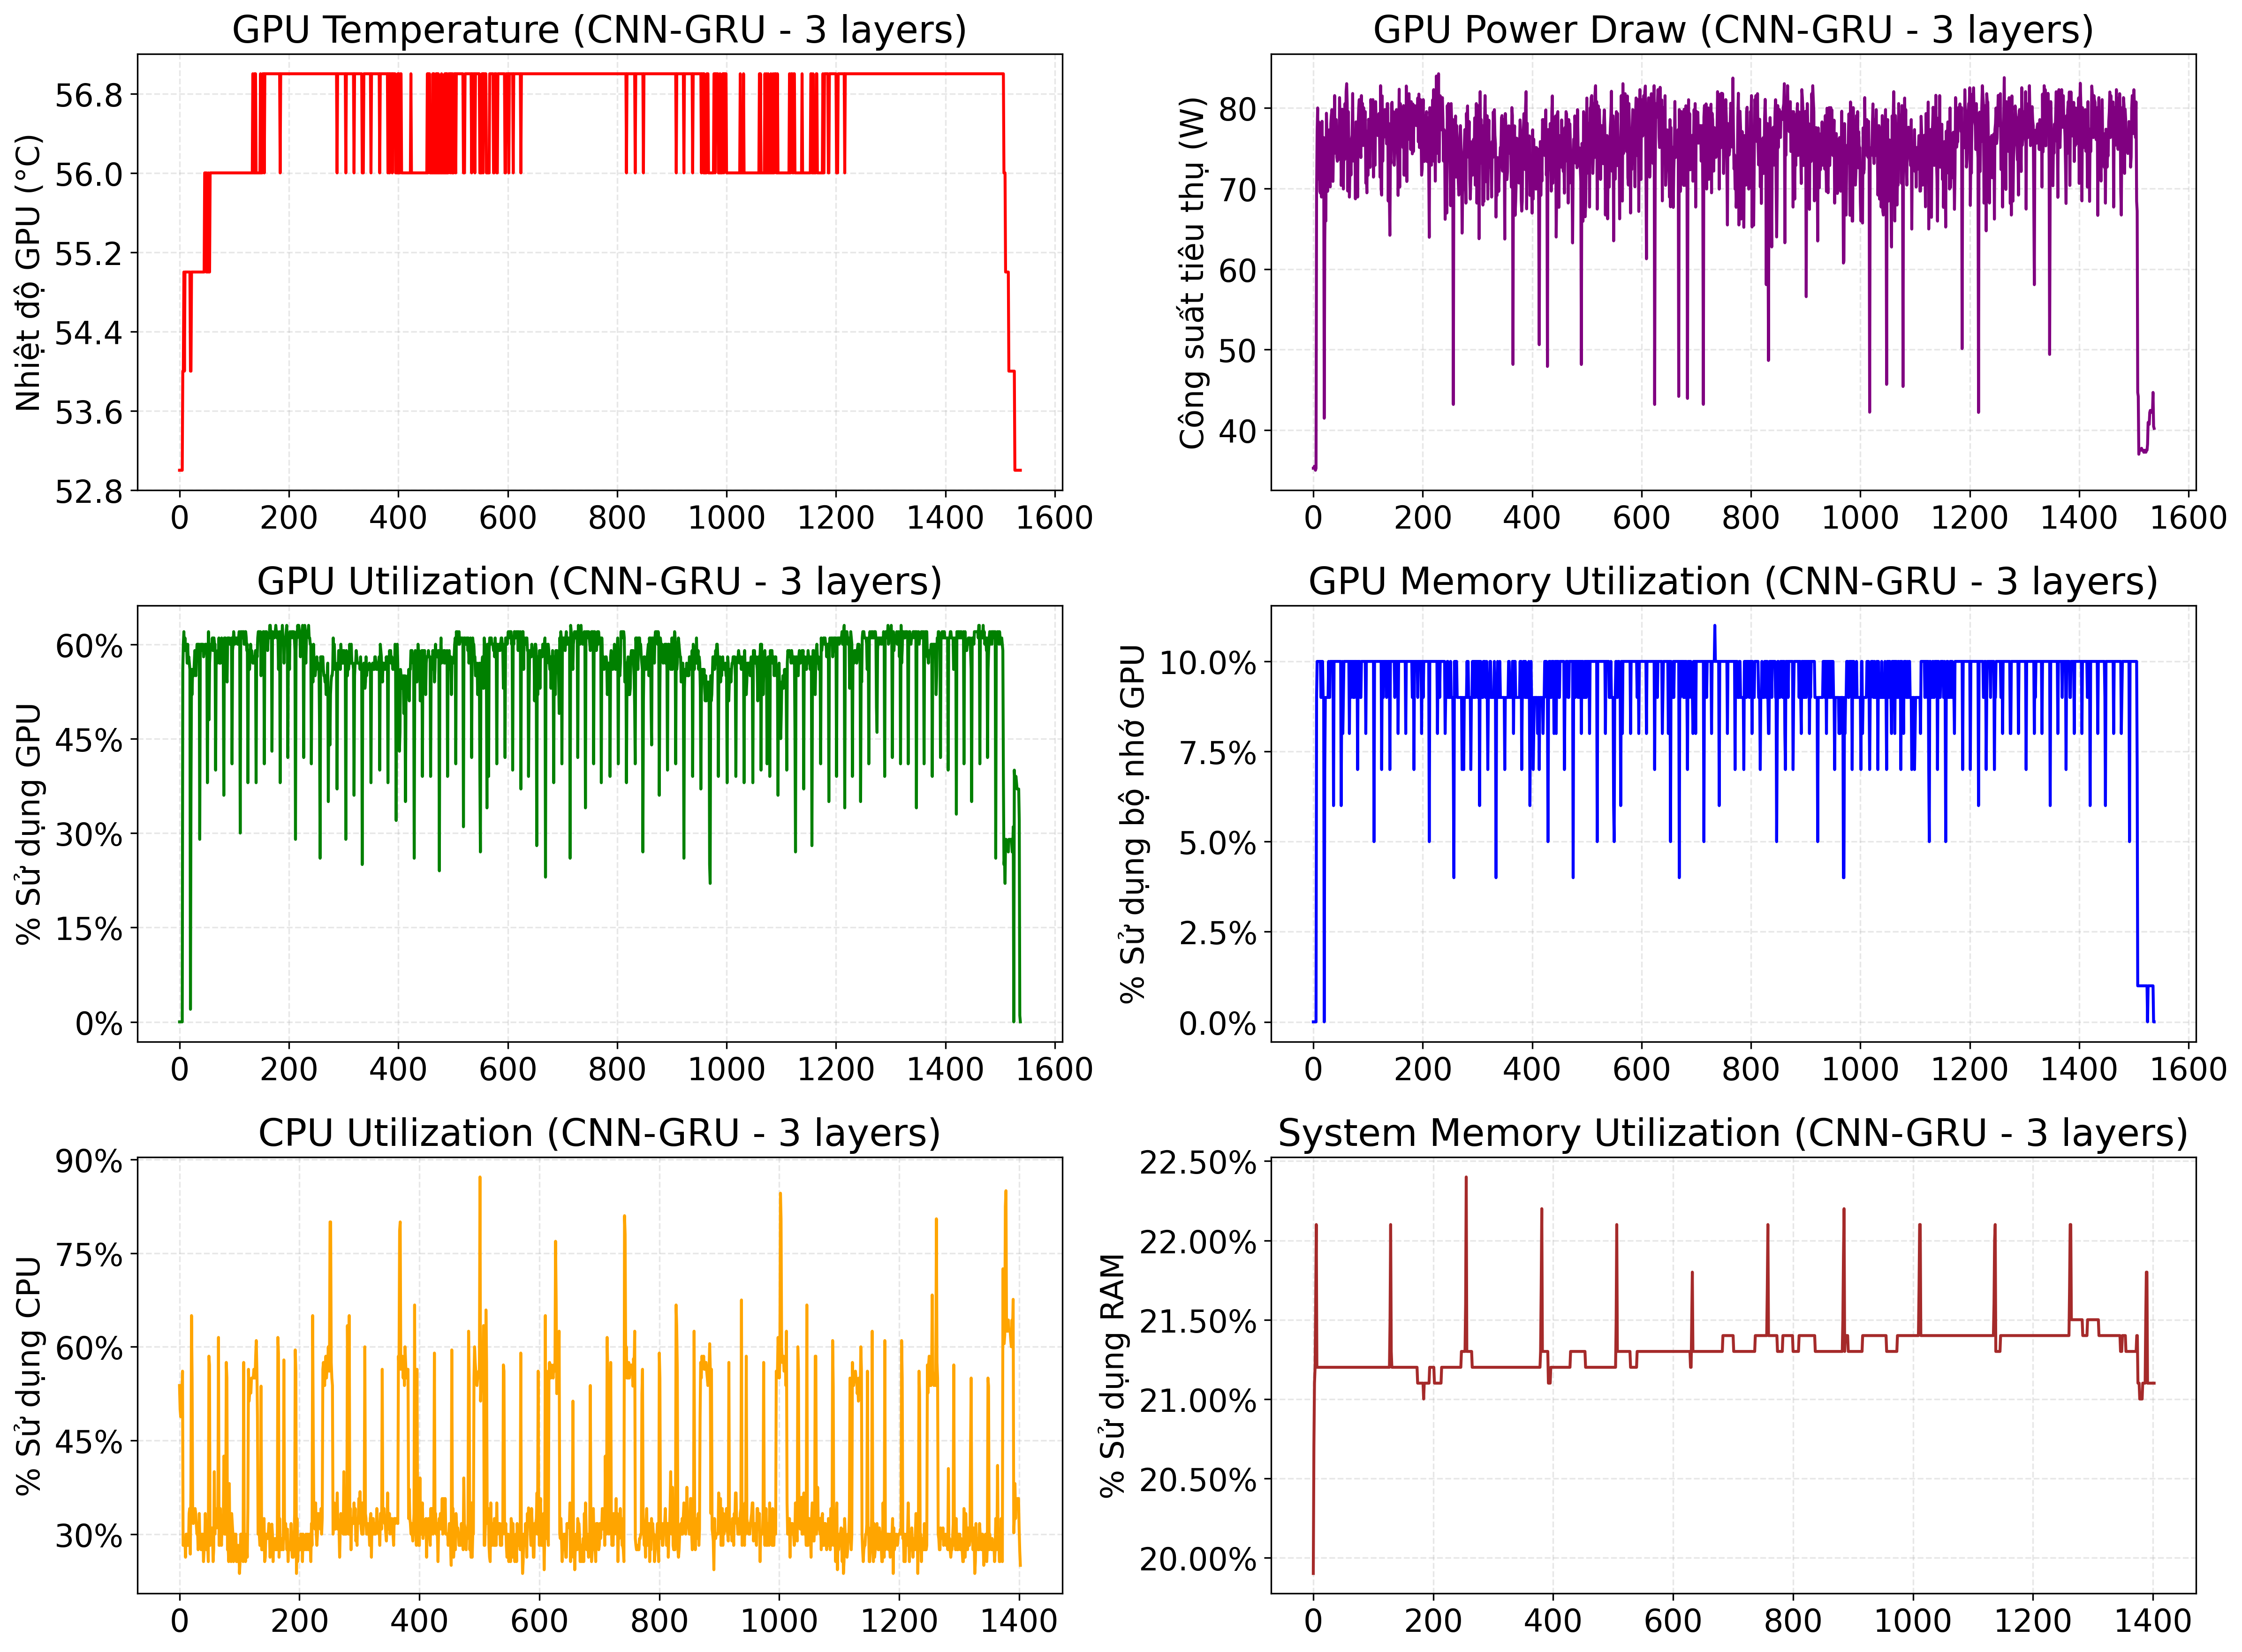 GPU Temperature (CNN-GRU - 3 layers)
Nhiệt độ GPU (°C)
56.8
56.0
55.2
54.4
53.6
52.8
0 200 400 600 800 1000 1200 1400 1600
GPU Power Draw (CNN-GRU - 3 layers)
Công suất tiêu thụ (W)
80
70
60
50
40
0 200 400 600 800 1000 1200 1400 1600
GPU Utilization (CNN-GRU - 3 layers)
% Sử dụng GPU
60%
45%
30%
15%
0%
0 200 400 600 800 1000 1200 1400 1600
GPU Memory Utilization (CNN-GRU - 3 layers)
% Sử dụng bộ nhớ GPU
10.0%
7.5%
5.0%
2.5%
0.0%
0 200 400 600 800 1000 1200 1400 1600
CPU Utilization (CNN-GRU - 3 layers)
% Sử dụng CPU
90%
75%
60%
45%
30%
0 200 400 600 800 1000 1200 1400
System Memory Utilization (CNN-GRU - 3 layers)
% Sử dụng RAM
22.50%
22.00%
21.50%
21.00%
20.50%
20.00%
0 200 400 600 800 1000 1200 1400